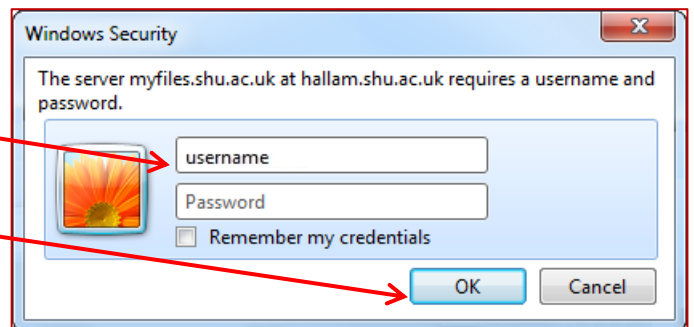 Windows Security
The server myfiles.shu.ac.uk at hallam.shu.ac.uk requires a username and
password.
username
Password
Remember my credentials
OK Cancel